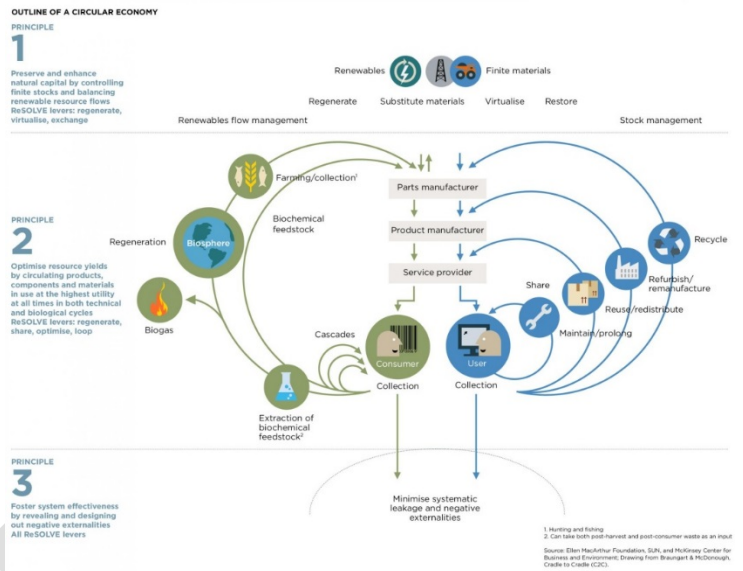 OUTLINE OF A CIRCULAR ECONOMY
PRINCIPLE
1
Preserve and enhance
natural capital by controlling
finite stocks and balancing
renewable resource flows
ReSOLVE levers: regenerate,
virtualise, exchange
Renewables
Finite materials
Regenerate
Substitute materials
Virtualise
Restore
Renewables flow management
Stock management
PRINCIPLE
2
Optimise resource yields
by circulating products,
components and materials
in use at the highest utility
at all times in both technical
and biological cycles
ReSOLVE levers: regenerate,
share, optimise, loop
Farming/collection¹
Parts manufacturer
Biochemical
feedstock
Regeneration
Biosphere
Product manufacturer
Recycle
Service provider
Refurbish/
remanufacture
Share
Reuse/redistribute
Biogas
Cascades
Maintain/prolong
Consumer
User
Collection
Collection
Extraction of
biochemical
feedstock²
PRINCIPLE
3
Foster system effectiveness
by revealing and designing
out negative externalities
All ReSOLVE levers
Minimise systematic
leakage and negative
externalities
1. Hunting and fishing
2. Can take both post-harvest and post-consumer waste as an input
Source: Ellen MacArthur Foundation, SUN, and McKinsey Center for
Business and Environment; Drawing from Braungart & McDonough,
Cradle to Cradle (C2C).